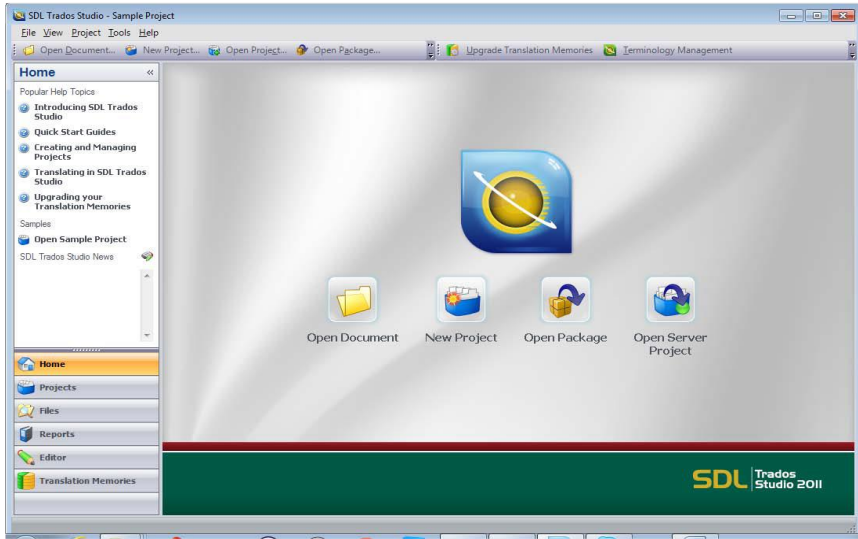 SDL Trados Studio - Sample Project
File View Project Tools Help
Open Document... New Project... Open Project... Open Package... Upgrade Translation Memories Terminology Management
Home «
Popular Help Topics
Introducing SDL Trados
Studio
Quick Start Guides
Creating and Managing
Projects
Translating in SDL Trados
Studio
Upgrading your
Translation Memories
Samples
Open Sample Project
SDL Trados Studio News
Home
Projects
Files
Reports
Editor
Translation Memories
Open Document
New Project
Open Package
Open Server
Project
SDL Trados
Studio 2011